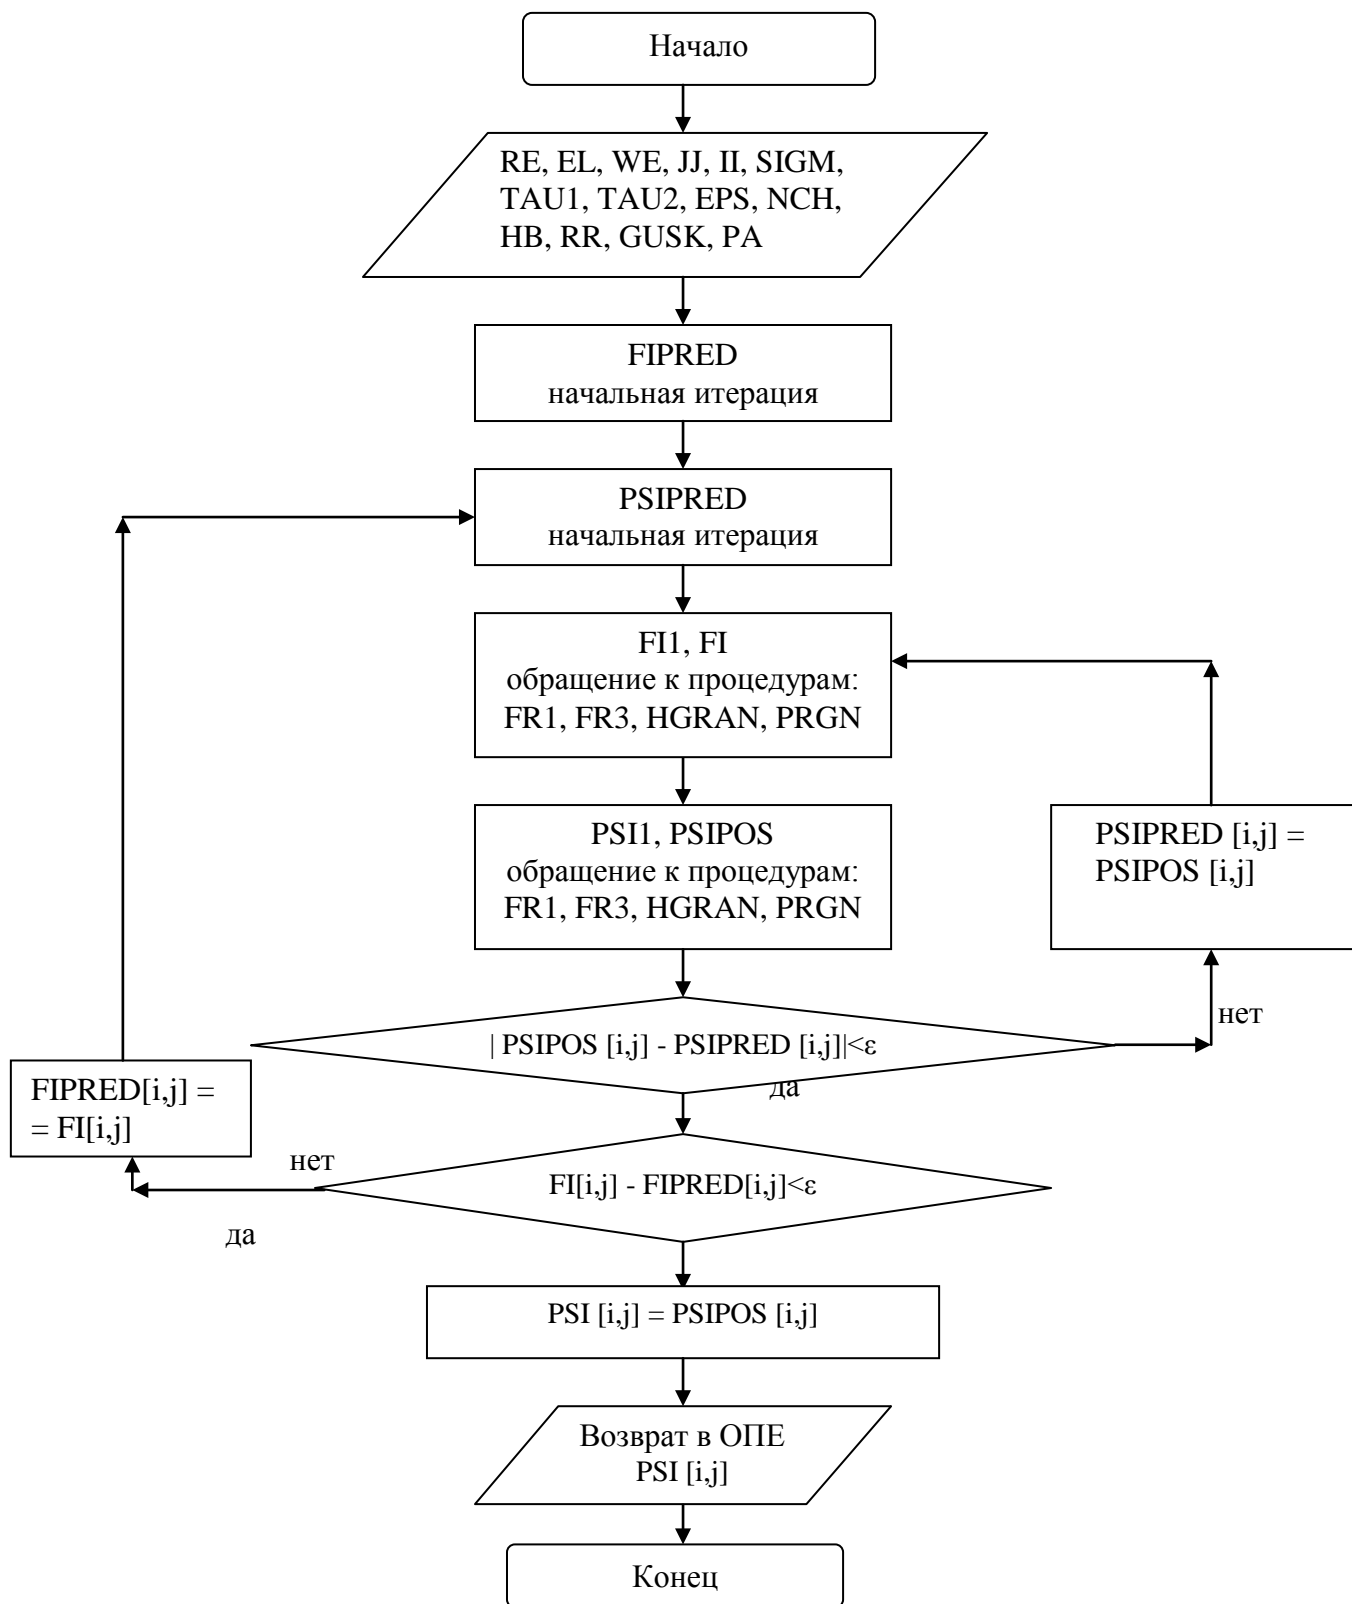 Начало
RE, EL, WE, JJ, II, SIGM,
TAU1, TAU2, EPS, NCH,
HB, RR, GUSK, PA
FIPRED
начальная итерация
PSIPRED
начальная итерация
FI1, FI
обращение к процедурам:
FR1, FR3, HGRAN, PRGN
PSI1, PSIPOS
обращение к процедурам:
FR1, FR3, HGRAN, PRGN
PSIPRED [i,j] =
PSIPOS [i,j]
нет
| PSIPOS [i,j] - PSIPRED [i,j]|<ε
да
FIPRED[i,j] =
= FI[i,j]
нет
FI[i,j] - FIPRED[i,j]<ε
да
PSI [i,j] = PSIPOS [i,j]
Возврат в ОПЕ
PSI [i,j]
Конец